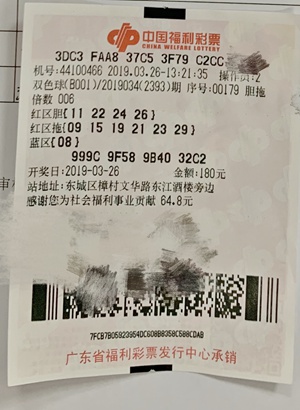 中国福利彩票
CHINA WELFARE LOTTERY
3DC3 FAA8 37C5 3F79 C2CC
机号:44100466 2019-03-26-13:21:35 操作员:2
双色球(B001)/2019034(2393)期 序号:00179 胆拖
倍数 006
红区胆[11 22 24 26]
红区拖[09 15 19 21 23 29]
蓝区[08]
999C 9F58 9B40 32C2
开奖日:2019-03-26 金额:180元
站地址:东城区樟村文华路东江酒楼旁边
感谢您为社会福利事业贡献 64.8元
7FCB7B05923954DC608B8358C588CDAB
广东省福利彩票发行中心承销